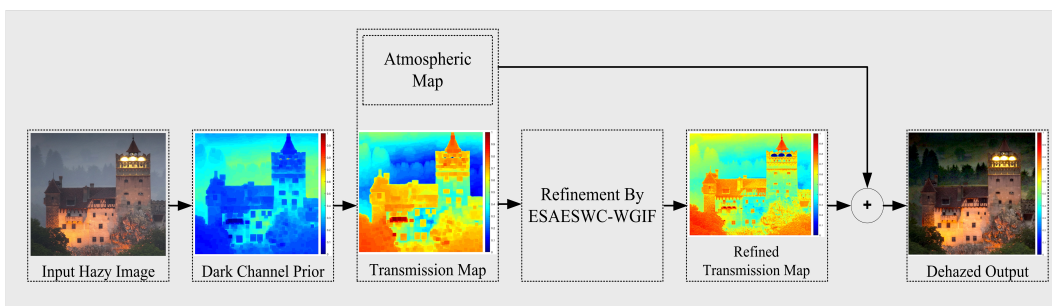 Atmospheric
Map
Refinement By
ESAESWC-WGIF
+
Input Hazy Image
Dark Channel Prior
Transmission Map
Refined
Transmission Map
Dehazed Output